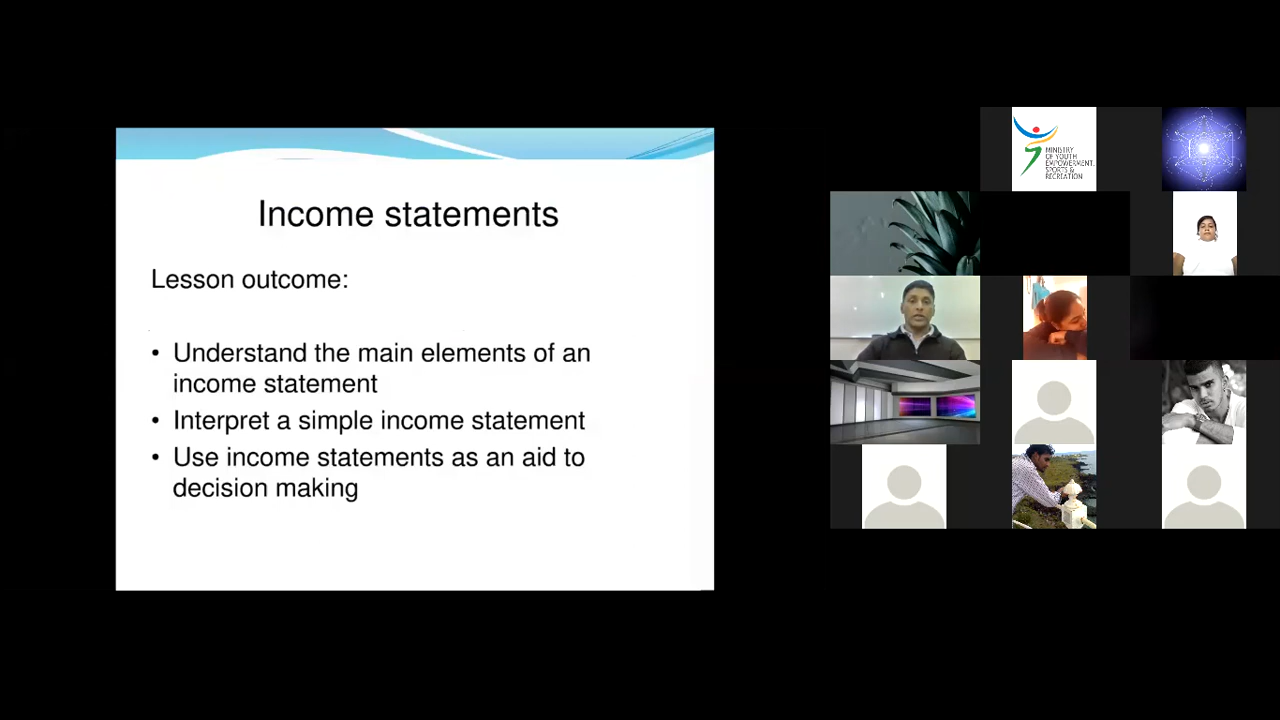 Income statements
Lesson outcome:
• Understand the main elements of an
income statement
• Interpret a simple income statement
• Use income statements as an aid to
decision making
MINISTRY
OF YOUTH
EMPOWERMENT,
SPORTS &
RECREATION